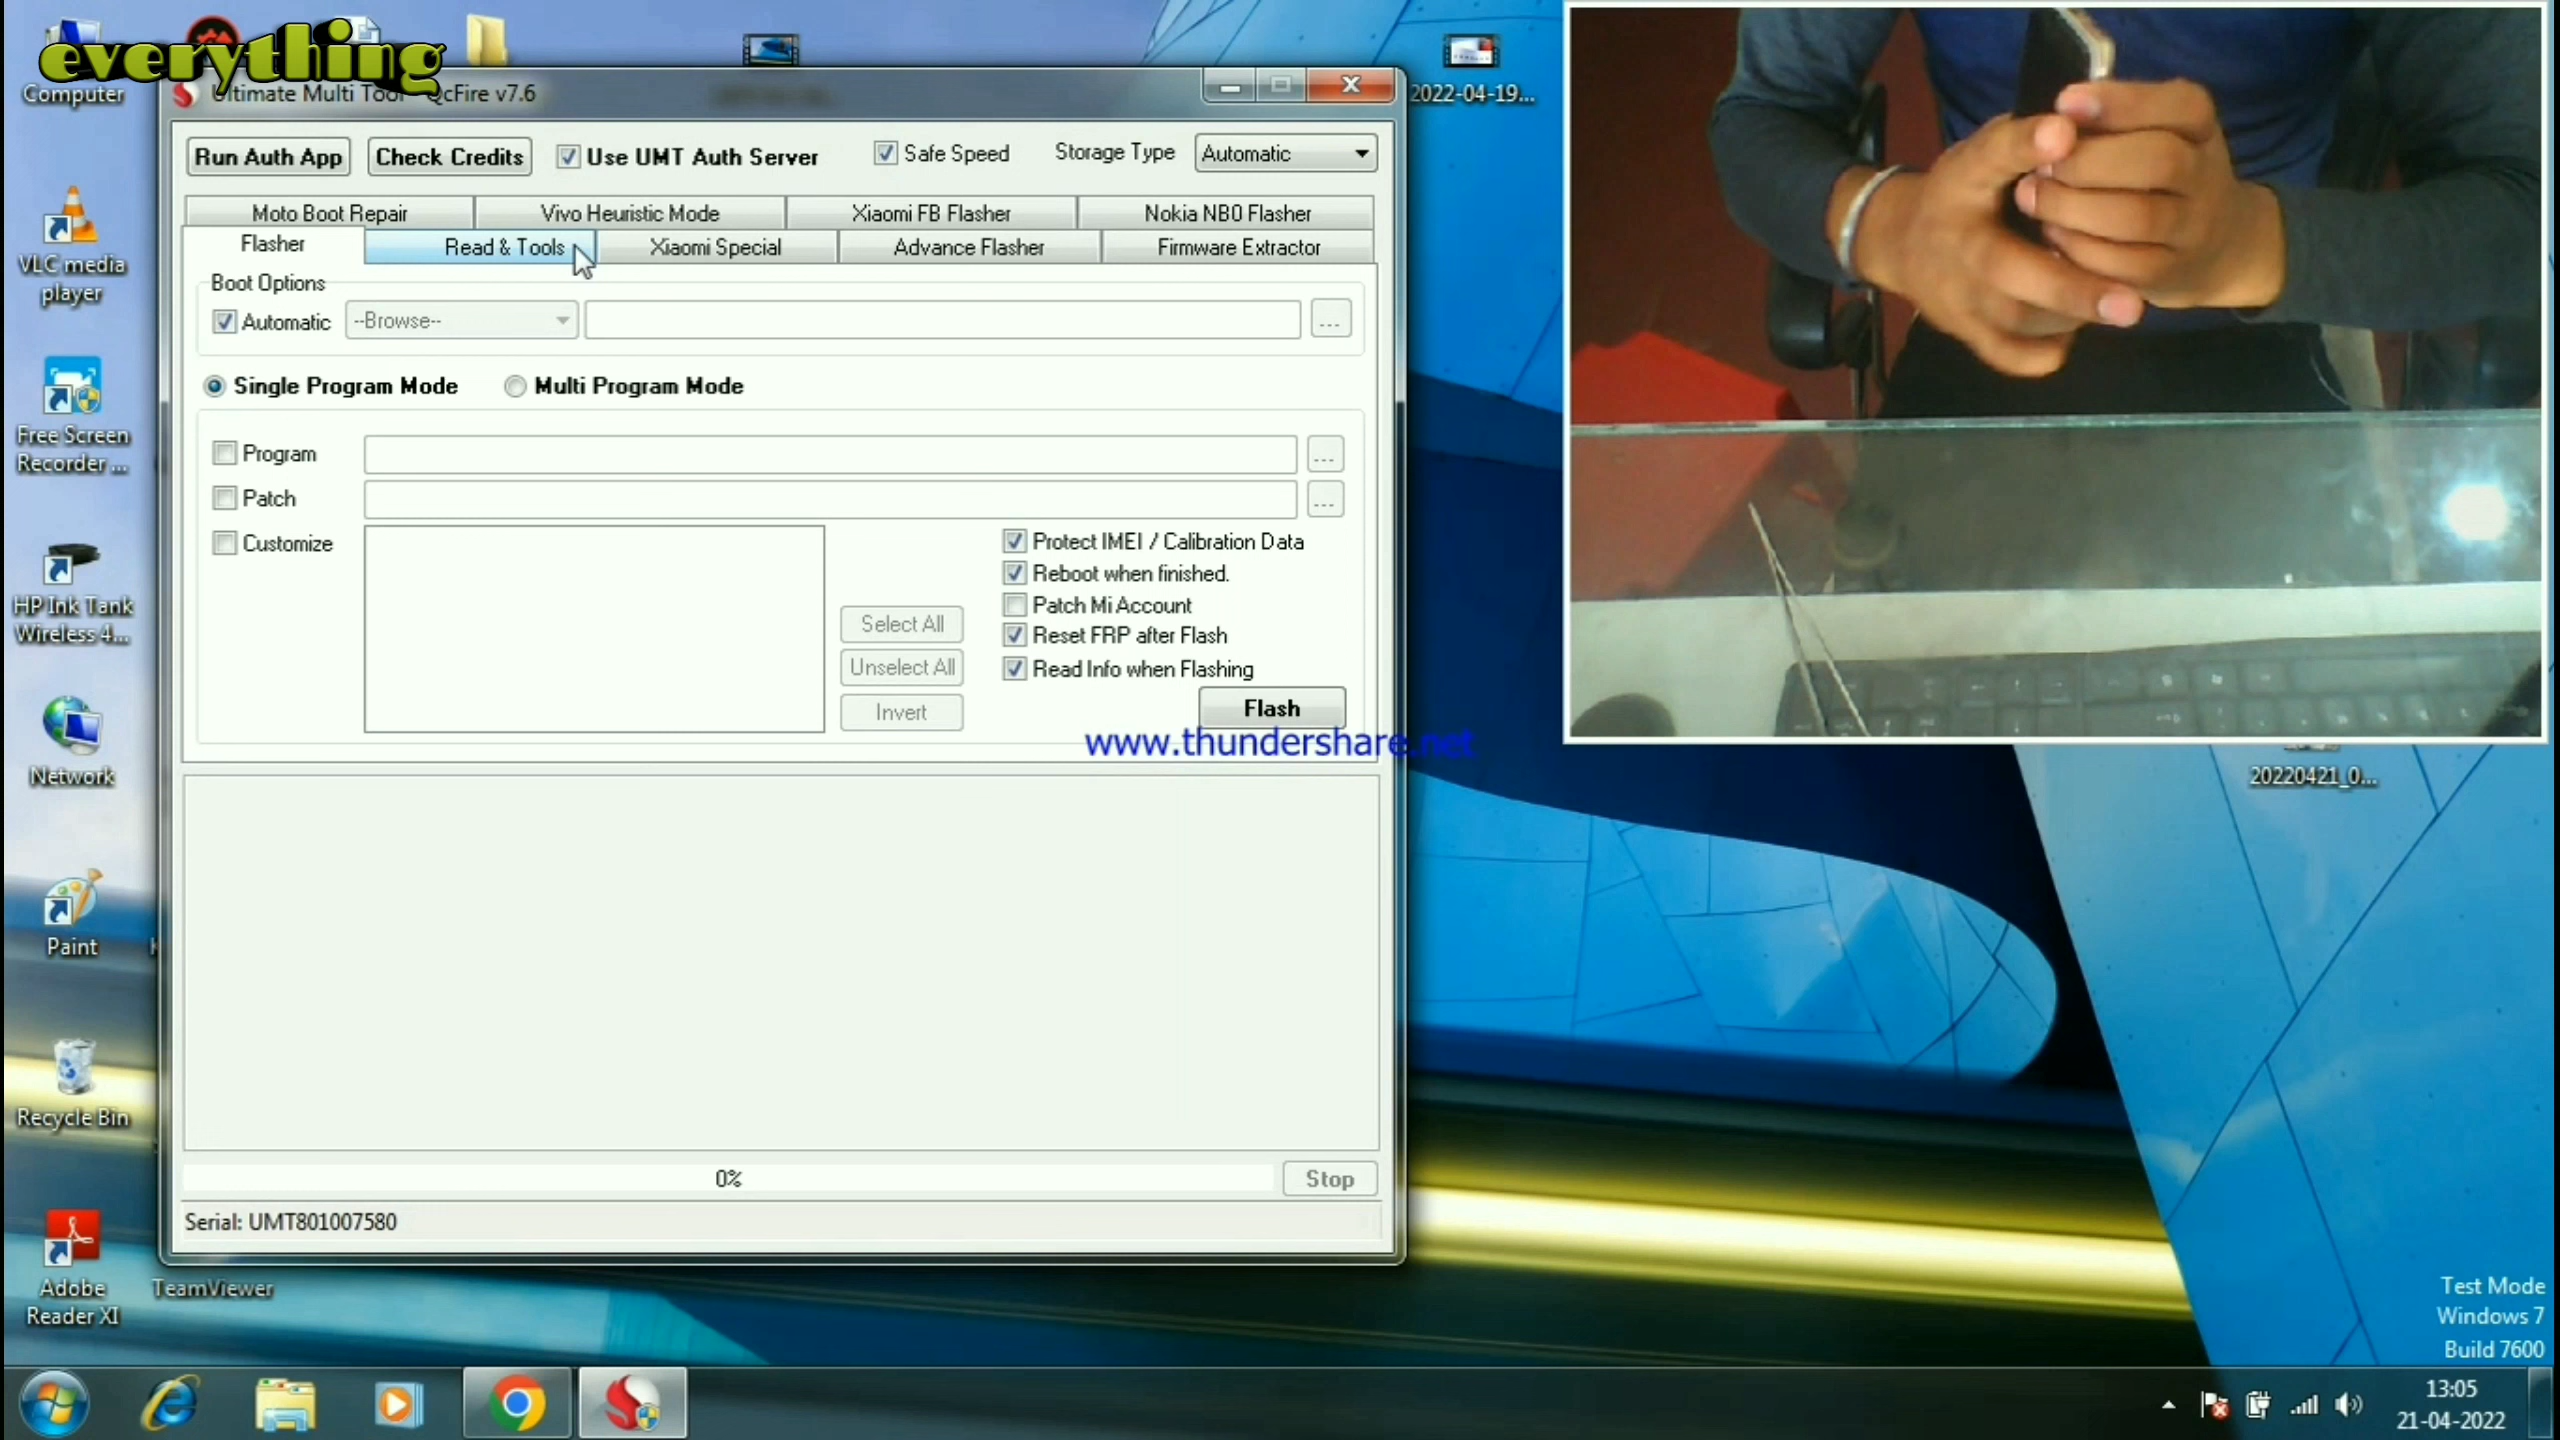 everything
Computer
Ultimate Multi Tool - QcFire v7.6
2022-04-19...
Run Auth App
Check Credits
Use UMT Auth Server
Safe Speed
Storage Type
Automatic
Moto Boot Repair
Vivo Heuristic Mode
Xiaomi FB Flasher
Nokia NB0 Flasher
Flasher
Read & Tools
Xiaomi Special
Advance Flasher
Firmware Extractor
Boot Options
Automatic
--Browse--
...
Single Program Mode
Multi Program Mode
Program
...
Patch
...
Customize
Protect IMEI / Calibration Data
Reboot when finished.
Patch Mi Account
Reset FRP after Flash
Read Info when Flashing
Select All
Unselect All
Invert
Flash
www.thundershare.net
0%
Stop
Serial: UMT801007580
VLC media
player
Free Screen
Recorder ...
HP Ink Tank
Wireless 4...
Network
Paint
Recycle Bin
Adobe
Reader XI
TeamViewer
20220421_0...
Test Mode
Windows 7
Build 7600
13:05
21-04-2022